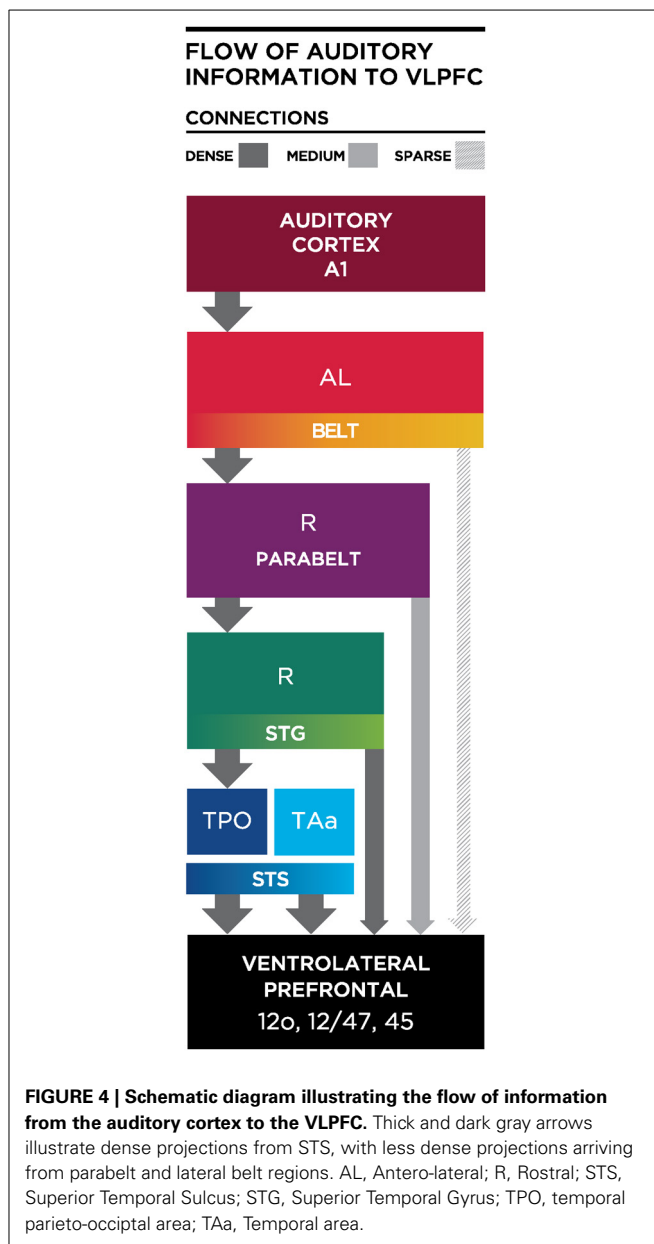 FLOW OF AUDITORY
INFORMATION TO VLPFC
CONNECTIONS
DENSE MEDIUM SPARSE
AUDITORY
CORTEX
A1
AL
BELT
R
PARABELT
R
STG
TPO TAa
STS
VENTROLATERAL
PREFRONTAL
12o, 12/47, 45
FIGURE 4 | Schematic diagram illustrating the flow of information
from the auditory cortex to the VLPFC. Thick and dark gray arrows
illustrate dense projections from STS, with less dense projections arriving
from parabelt and lateral belt regions. AL, Antero-lateral; R, Rostral; STS,
Superior Temporal Sulcus; STG, Superior Temporal Gyrus; TPO, temporal
parieto-occiptal area; TAa, Temporal area.